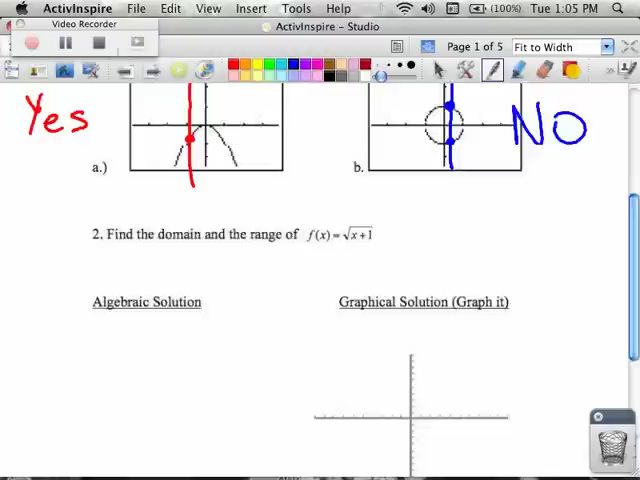 ActivInspire File Edit View Insert Tools Help (100%) Tue 1:05 PM
Video Recorder
ActivInspire - Studio
Page 1 of 5 Fit to Width
Yes
NO
a.)
b.
2. Find the domain and the range of f(x)=√x+1
Algebraic Solution Graphical Solution (Graph it)